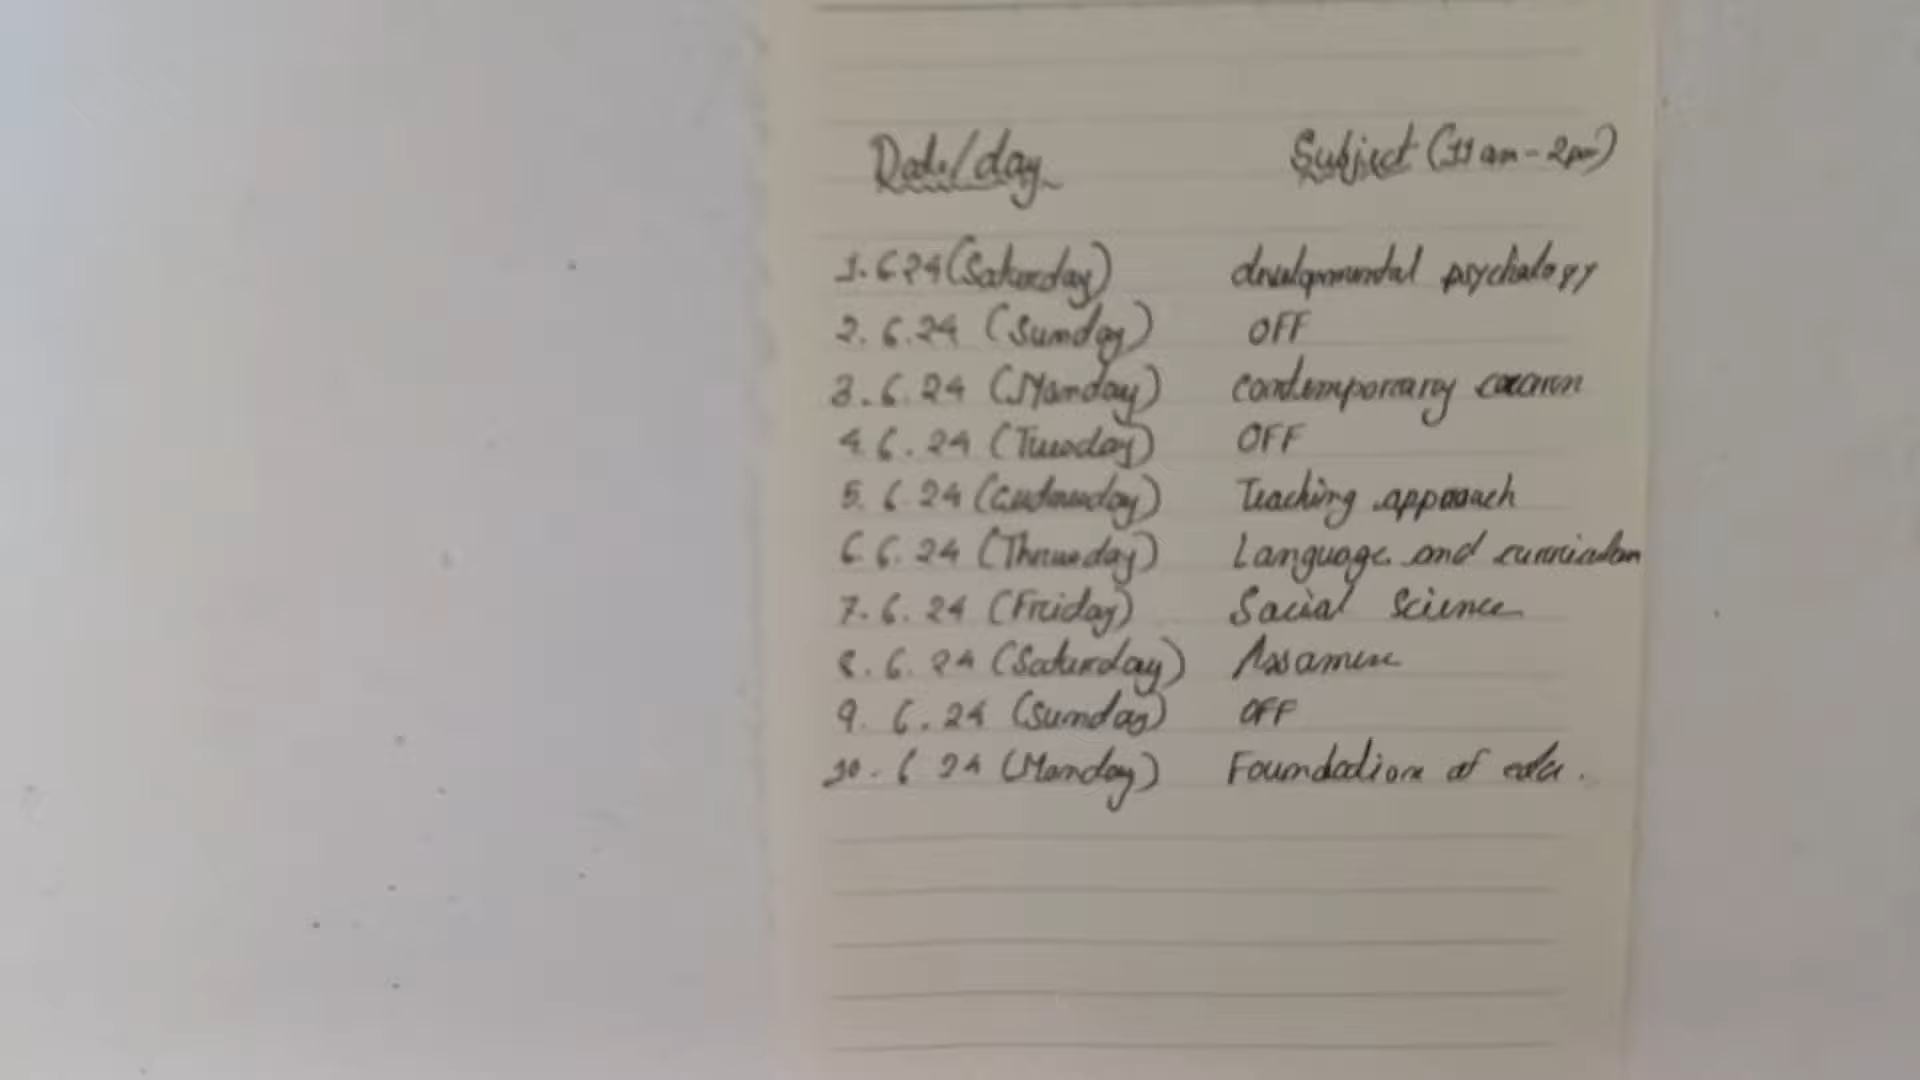 Date/day Subject (11 am - 2pm)
1.6.24 (Saturday) developmental psychology
2.6.24 (Sunday) OFF
3.6.24 (Monday) contemporary
4.6.24 (Tuesday) OFF
5.6.24 (Wednesday) Teaching approach
6.6.24 (Thursday) Language and curriculum
7.6.24 (Friday) Social Science
8.6.24 (Saturday) Assamese
9.6.24 (Sunday) OFF
10.6.24 (Monday) Foundation of edu.